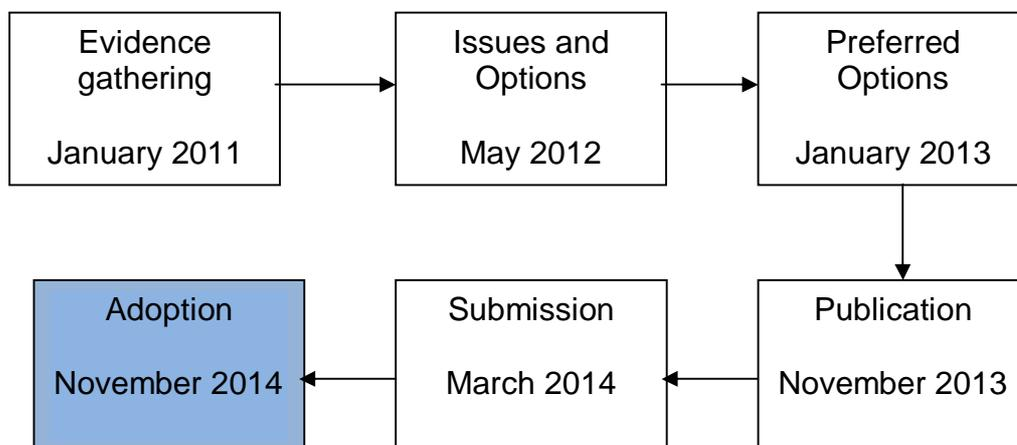 Evidence
gathering
January 2011
Issues and
Options
May 2012
Preferred
Options
January 2013
Publication
November 2013
Submission
March 2014
Adoption
November 2014